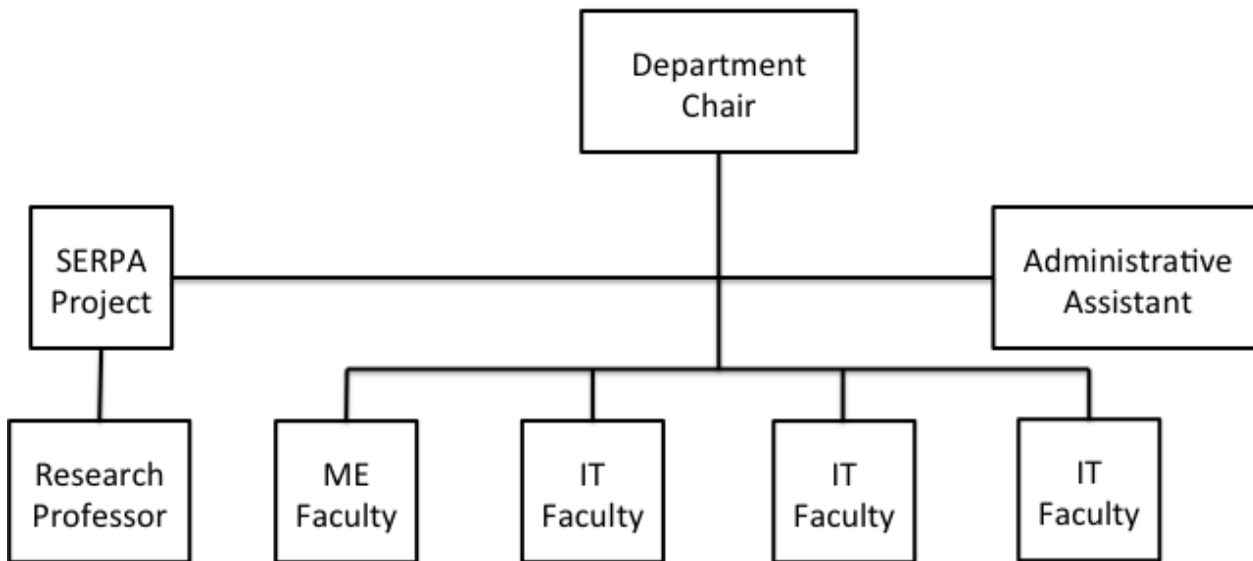 Department
Chair
SERPA
Project
Administrative
Assistant
Research
Professor
ME
Faculty
IT
Faculty
IT
Faculty
IT
Faculty